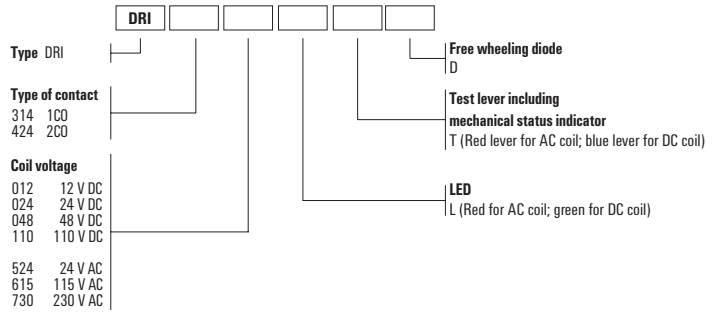 DRI
Type DRI
Type of contact
314 1CO
424 2CO
Coil voltage
012 12 V DC
024 24 V DC
048 48 V DC
110 110 V DC
524 24 V AC
615 115 V AC
730 230 V AC
Free wheeling diode
D
Test lever including
mechanical status indicator
T (Red lever for AC coil; blue lever for DC coil)
LED
L (Red for AC coil; green for DC coil)